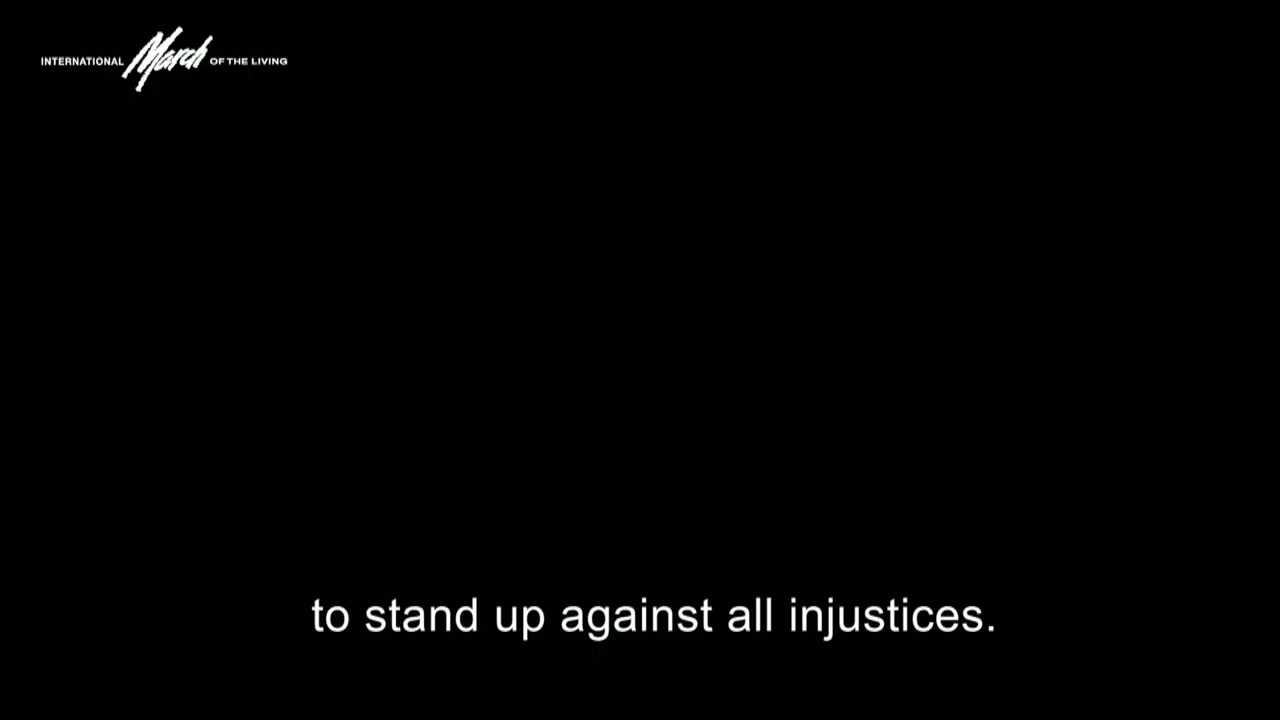 INTERNATIONAL March OF THE LIVING
to stand up against all injustices.